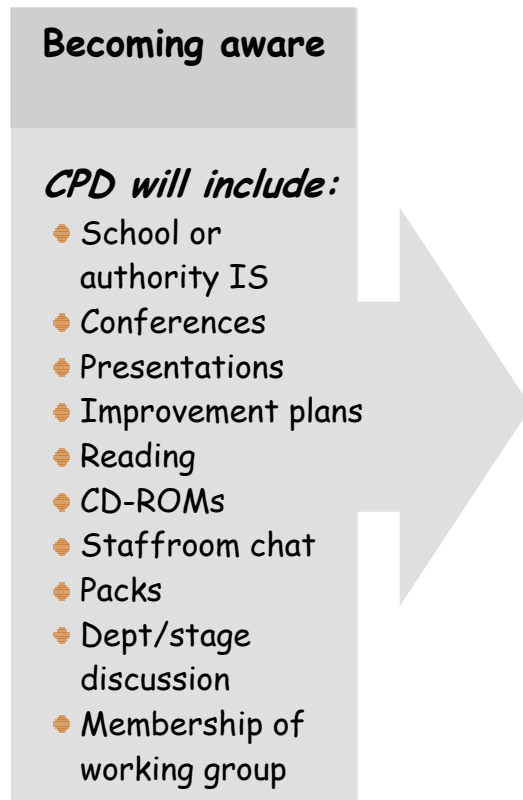 Becoming aware
CPD will include:
School or
authority IS
Conferences
Presentations
Improvement plans
Reading
CD-ROMs
Staffroom chat
Packs
Dept/stage
discussion
Membership of
working group